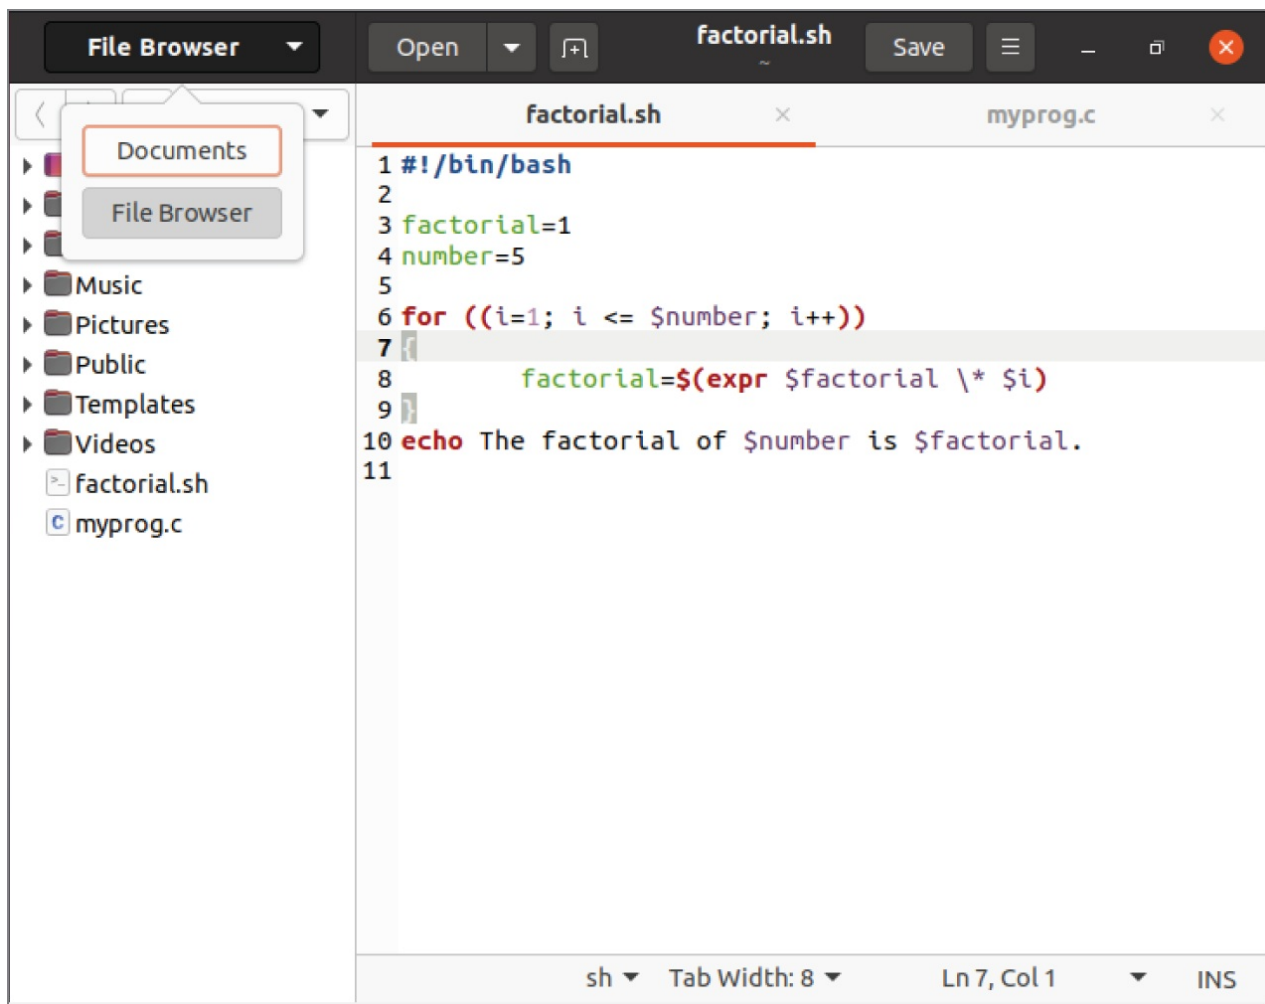 File Browser
Open
factorial.sh
~
Save
Documents
File Browser
Music
Pictures
Public
Templates
Videos
factorial.sh
myprog.c
factorial.sh
myprog.c
1 #!/bin/bash
2
3 factorial=1
4 number=5
5
6 for ((i=1; i <= $number; i++))
7 {
8         factorial=$(expr $factorial \* $i)
9 }
10 echo The factorial of $number is $factorial.
11
sh Tab Width: 8 Ln 7, Col 1 INS